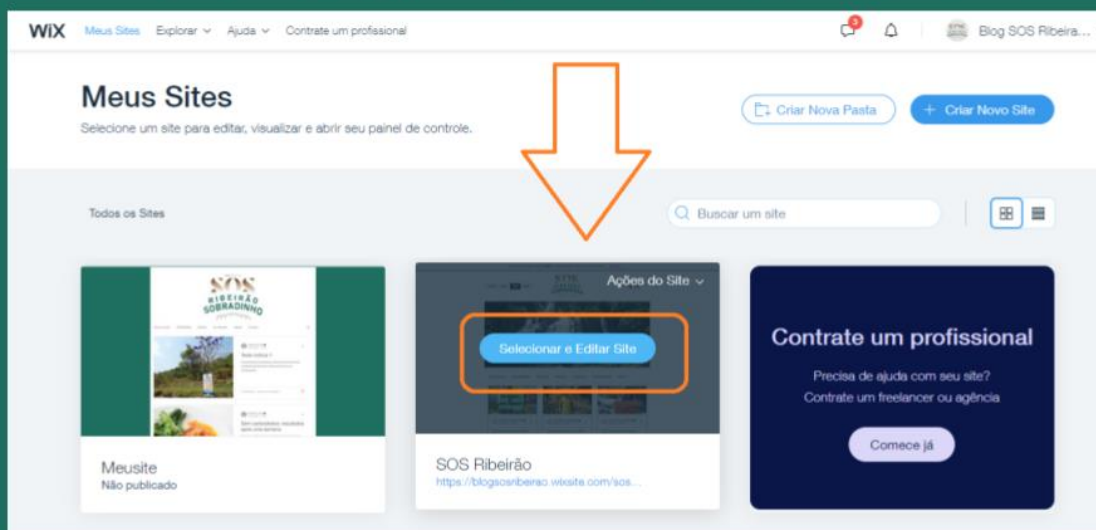 WiX Meus Sites Explorar Ajuda Contrate um profissional 3 Blog SOS Ribeira...
Meus Sites
Selecione um site para editar, visualizar e abrir seu painel de controle.
Criar Nova Pasta
+ Criar Novo Site
Todos os Sites
Buscar um site
SOS
RIBEIRÃO
SOBRADINHO
Meusite
Não publicado
Ações do Site
Selecionar e Editar Site
SOS Ribeirão
https://blogsosribeirao.wixsite.com/sos...
Contrate um profissional
Precisa de ajuda com seu site?
Contrate um freelancer ou agência
Comece já